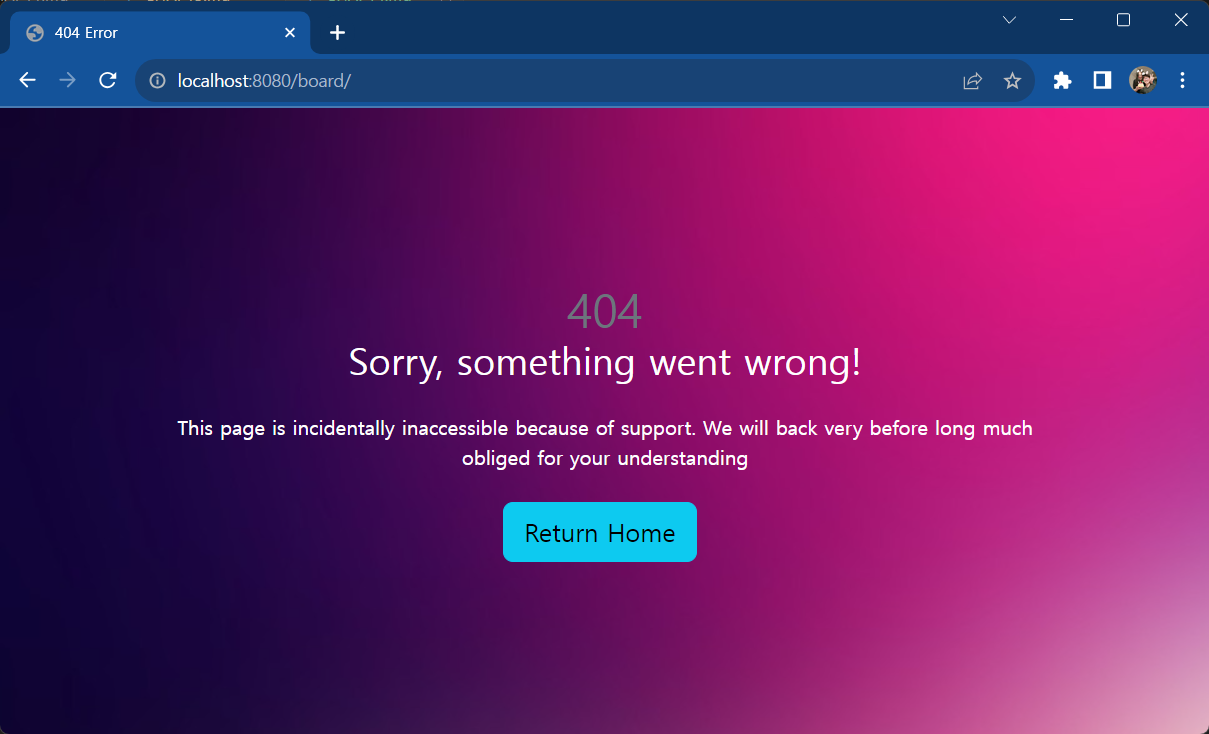 404 Error
localhost:8080/board/
404
Sorry, something went wrong!
This page is incidentally inaccessible because of support. We will back very before long much
obliged for your understanding
Return Home